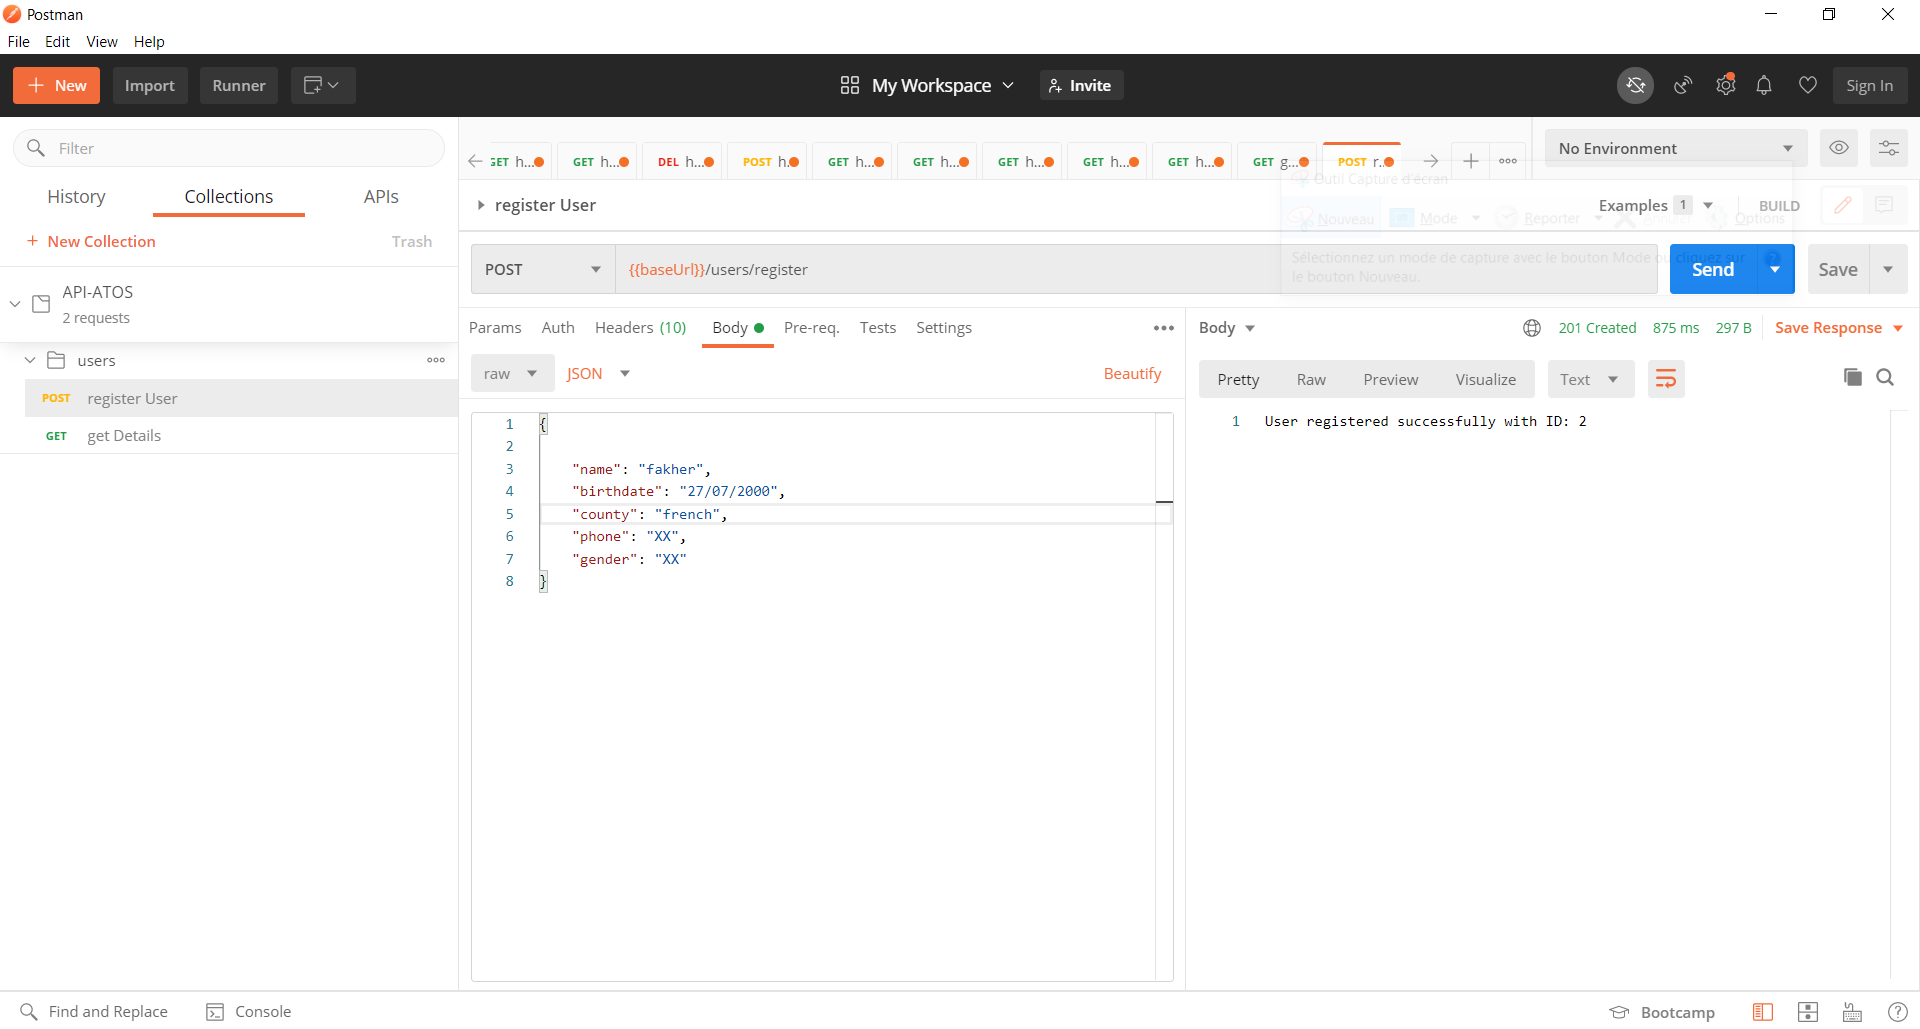 Postman
File Edit View Help
New Import Runner My Workspace Invite Sign In
Filter
History Collections APIs
+ New Collection Trash
API-ATOS
2 requests
users
POST register User
GET get Details
GET h... GET h... DEL h... POST h. GET h... GET h... GET h... GET h... GET h... GET g... POST r..
No Environment
Outil Capture d'écran
register User
Examples 1 BUILD
Nouveau Mode Reporter Options
POST {{baseUrl}}/users/register Send Save
Sélectionnez un mode de capture avec le bouton Mode ou cliquez sur
le bouton Nouveau.
Params Auth Headers (10) Body Pre-req. Tests Settings
raw JSON Beautify
1 {
2
3 "name": "fakher",
4 "birthdate": "27/07/2000",
5 "county": "french",
6 "phone": "XX",
7 "gender": "XX"
8 }
Body 201 Created 875 ms 297 B Save Response
Pretty Raw Preview Visualize Text
1 User registered successfully with ID: 2
Find and Replace Console Bootcamp